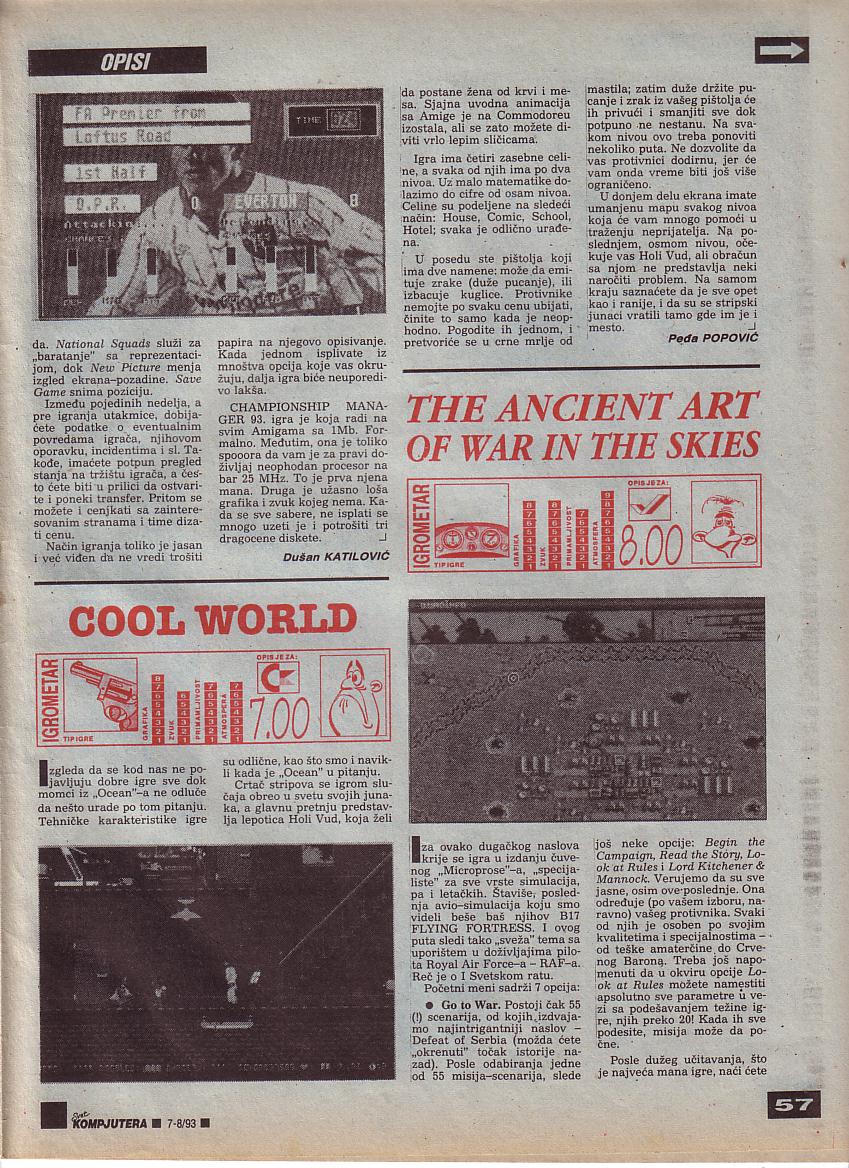 OPISI
FA Premier from
Loftus Road
TIME
1st Half
Q.P.R. 0 EVERTON 8
Attackin
CHANCES
da. National Squads služi za
„baratanje” sa reprezentaci-
jom, dok New Picture menja
izgled ekrana–pozadine. Save
Game snima poziciju.
Između pojedinih nedelja, a
pre igranja utakmice, dobija-
ćete podatke o eventualnim
povredama igrača, njihovom
oporavku, incidentima i sl. Ta-
kođe, imaćete potpun pregled
stanja na tržištu igrača, a čes-
to ćete biti u prilici da ostvari-
te i poneki transfer. Pritom se
možete i cenjkati sa zaintere-
sovanim stranama i time diza-
ti cenu.
Način igranja toliko je jasan
i već viđen da ne vredi trošiti
papira na njegovo opisivanje.
Kada jednom isplivate iz
mnoštva opcija koje vas okru-
žuju, dalja igra biće neuporedi-
vo lakša.
CHAMPIONSHIP MANA-
GER 93. igra je koja radi na
svim Amigama sa 1Mb. For-
malno. Međutim, ona je toliko
spooora da vam je za pravi do-
življaj neophodan procesor na
bar 25 MHz. To je prva njena
mana. Druga je užasno loša
grafika i zvuk kojeg nema. Ka-
da se sve sabere, ne isplati se
mnogo uzeti je i potrošiti tri
dragocene diskete.
Dušan KATILOVIĆ
COOL WORLD
IGROMETAR
TIP IGRE
GRAFIKA
ZVUK
PRIMAMLJIVOST
ATMOSFERA
OPIS JE ZA:
7.00
Izgleda da se kod nas ne po-
javljuju dobre igre sve dok
momci iz „Ocean”-a ne odluče
da nešto urade po tom pitanju.
Tehničke karakteristike igre
su odlične, kao što smo i navik-
li kada je „Ocean” u pitanju.
Crtač stripova se igrom slu-
čaja obreo u svetu svojih juna-
ka, a glavnu pretnju predstav-
lja lepotica Holi Vud, koja želi
da postane žena od krvi i me-
sa. Sjajna uvodna animacija
sa Amige je na Commodoreu
izostala, ali se zato možete di-
viti vrlo lepim sličicama.
Igra ima četiri zasebne celi-
ne, a svaka od njih ima po dva
nivoa. Uz malo matematike do-
lazimo do cifre od osam nivoa.
Celine su podeljene na sledeći
način: House, Comic, School,
Hotel; svaka je odlično urađe-
na.
U posedu ste pištolja koji
ima dve namene: može da emi-
tuje zrake (duže pucanje), ili
izbacuje kuglice. Protivnike
nemojte po svaku cenu ubijati,
činite to samo kada je neop-
hodno. Pogodite ih jednom, i
pretvoriće se u crne mrlje od
mastila; zatim duže držite pu-
canje i zrak iz vašeg pištolja će
ih privući i smanjiti sve dok
potpuno ne nestanu. Na sva-
kom nivou ovo treba ponoviti
nekoliko puta. Ne dozvolite da
vas protivnici dodirnu, jer će
vam onda vreme biti još više
ograničeno.
U donjem delu ekrana imate
umanjenu mapu svakog nivoa
koja će vam mnogo pomoći u
traženju neprijatelja. Na po-
slednjem, osmom nivou, oče-
kuje vas Holi Vud, ali obračun
sa njom ne predstavlja neki
naročiti problem. Na samom
kraju saznaćete da je sve opet
kao i ranije, i da su se stripski
junaci vratili tamo gde im je i
mesto.
Peđa POPOVIĆ
THE ANCIENT ART
OF WAR IN THE SKIES
IGROMETAR
TIP IGRE
GRAFIKA
ZVUK
PRIMAMLJIVOST
ATMOSFERA
OPIS JE ZA:
8.00
Iza ovako dugačkog naslova
krije se igra u izdanju čuve-
nog „Microprose”-a, „specija-
liste” za sve vrste simulacija,
pa i letačkih. Štaviše, posled-
nja avio–simulacija koju smo
videli beše baš njihov B17
FLYING FORTRESS. I ovog
puta sledi tako „sveža” tema sa
uporištem u doživljajima pilo-
ta Royal Air Force–a – RAF–a.
Reč je o I Svetskom ratu.
Početni meni sadrži 7 opcija:
● Go to War. Postoji čak 55
(!) scenarija, od kojih izdvaja-
mo najintrigantniji naslov –
Defeat of Serbia (možda ćete
„okrenuti” točak istorije na-
zad). Posle odabiranja jedne
od 55 misija–scenarija, slede
još neke opcije: Begin the
Campaign, Read the Story, Lo-
ok at Rules i Lord Kitchener &
Mannock. Verujemo da su sve
jasne, osim ove·poslednje. Ona
određuje (po vašem izboru, na-
ravno) vašeg protivnika. Svaki
od njih je osoben po svojim
kvalitetima i specijalnostima –
od teške amaterčine do Crve-
nog Barona. Treba još napo-
menuti da u okviru opcije Lo-
ok at Rules možete namestiti
apsolutno sve parametre u ve-
zi sa podešavanjem težine ig-
re, njih preko 20! Kada ih sve
podesite, misija može da po-
čne.
Posle dužeg učitavanja, što
je najveća mana igre, naći ćete
Svet
KOMPJUTERA ■ 7-8/93 ■
57